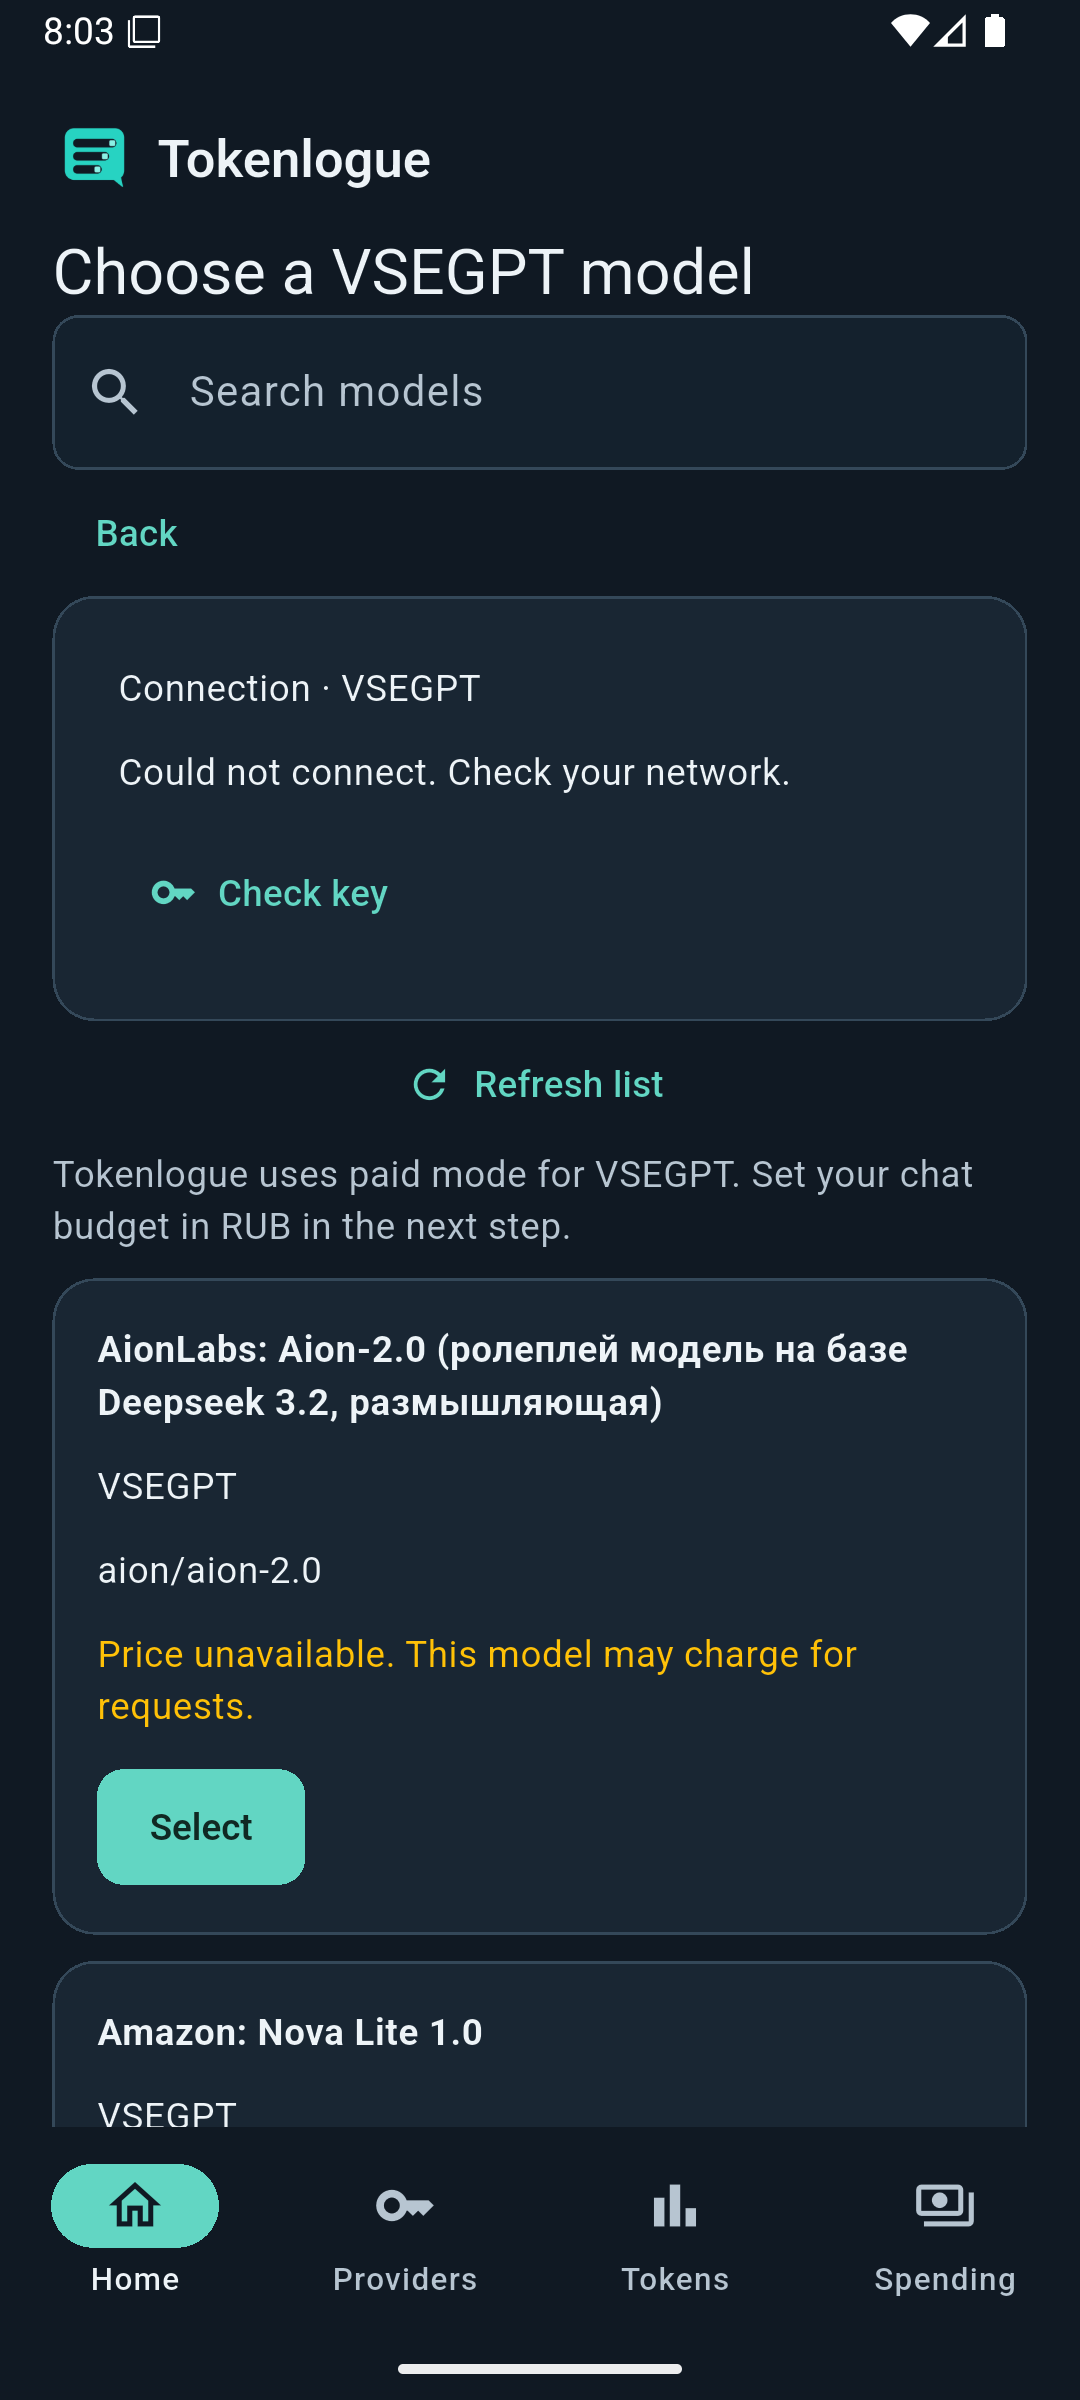 8:03
Tokenlogue
Choose a VSEGPT model
Search models
Back
Connection · VSEGPT
Could not connect. Check your network.
Check key
Refresh list
Tokenlogue uses paid mode for VSEGPT. Set your chat
budget in RUB in the next step.
AionLabs: Aion-2.0 (ролеплей модель на базе
Deepseek 3.2, размышляющая)
VSEGPT
aion/aion-2.0
Price unavailable. This model may charge for
requests.
Select
Amazon: Nova Lite 1.0
VSEGPT
Home
Providers
Tokens
Spending